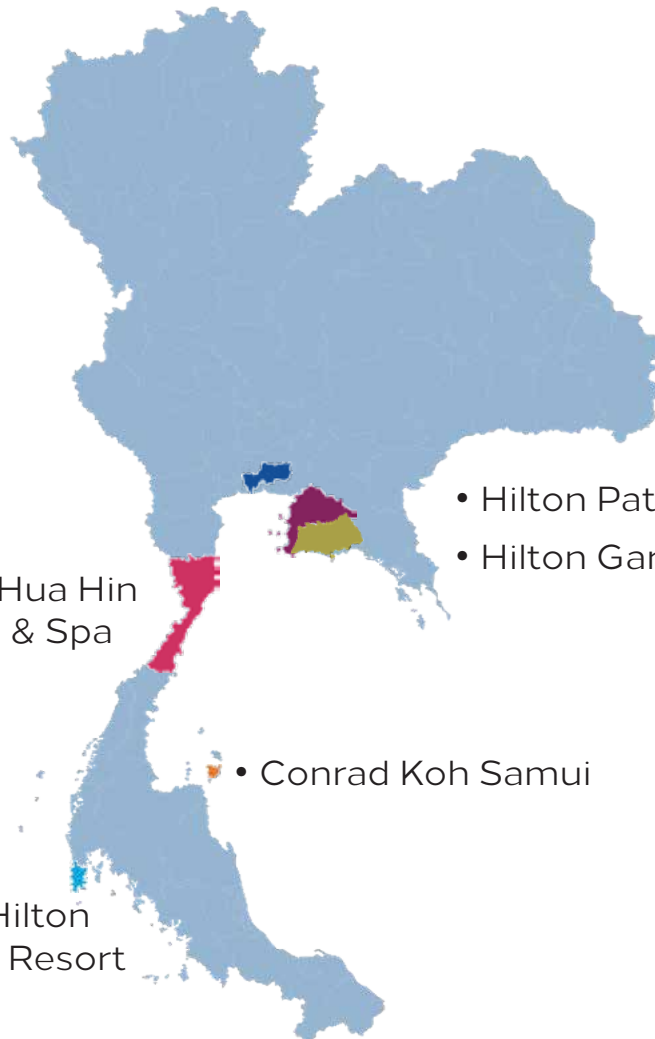 • Hilton Pat
• Hilton Gar
Hua Hin
& Spa
• Conrad Koh Samui
Hilton
Resort